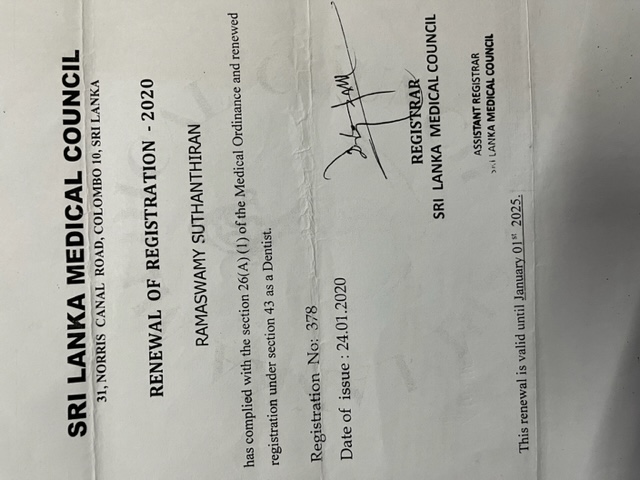 SRI LANKA MEDICAL COUNCIL
31, NORRIS CANAL ROAD, COLOMBO 10, SRI LANKA
RENEWAL OF REGISTRATION - 2020
RAMASWAMY SUTHANTHIRAN
has complied with the section 26(A) (1) of the Medical Ordinance and renewed
registration under section 43 as a Dentist.
Registration No: 378
Date of issue : 24.01.2020
REGISTRAR
SRI LANKA MEDICAL COUNCIL
ASSISTANT REGISTRAR
SRI LANKA MEDICAL COUNCIL
This renewal is valid until January 01st 2025.